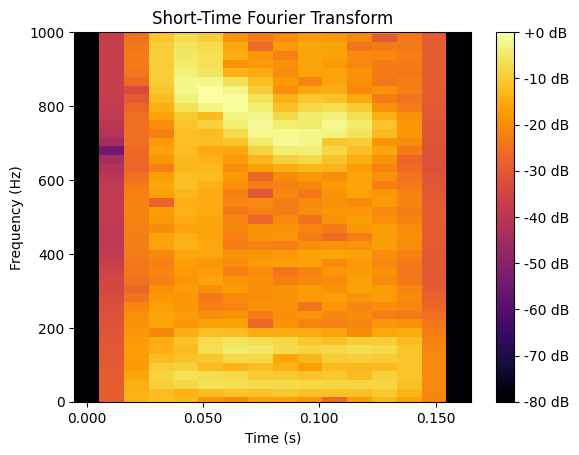 Short-Time Fourier Transform
Frequency (Hz)
1000
800
600
400
200
0
0.000
0.050
0.100
0.150
Time (s)
+0 dB
-10 dB
-20 dB
-30 dB
-40 dB
-50 dB
-60 dB
-70 dB
-80 dB